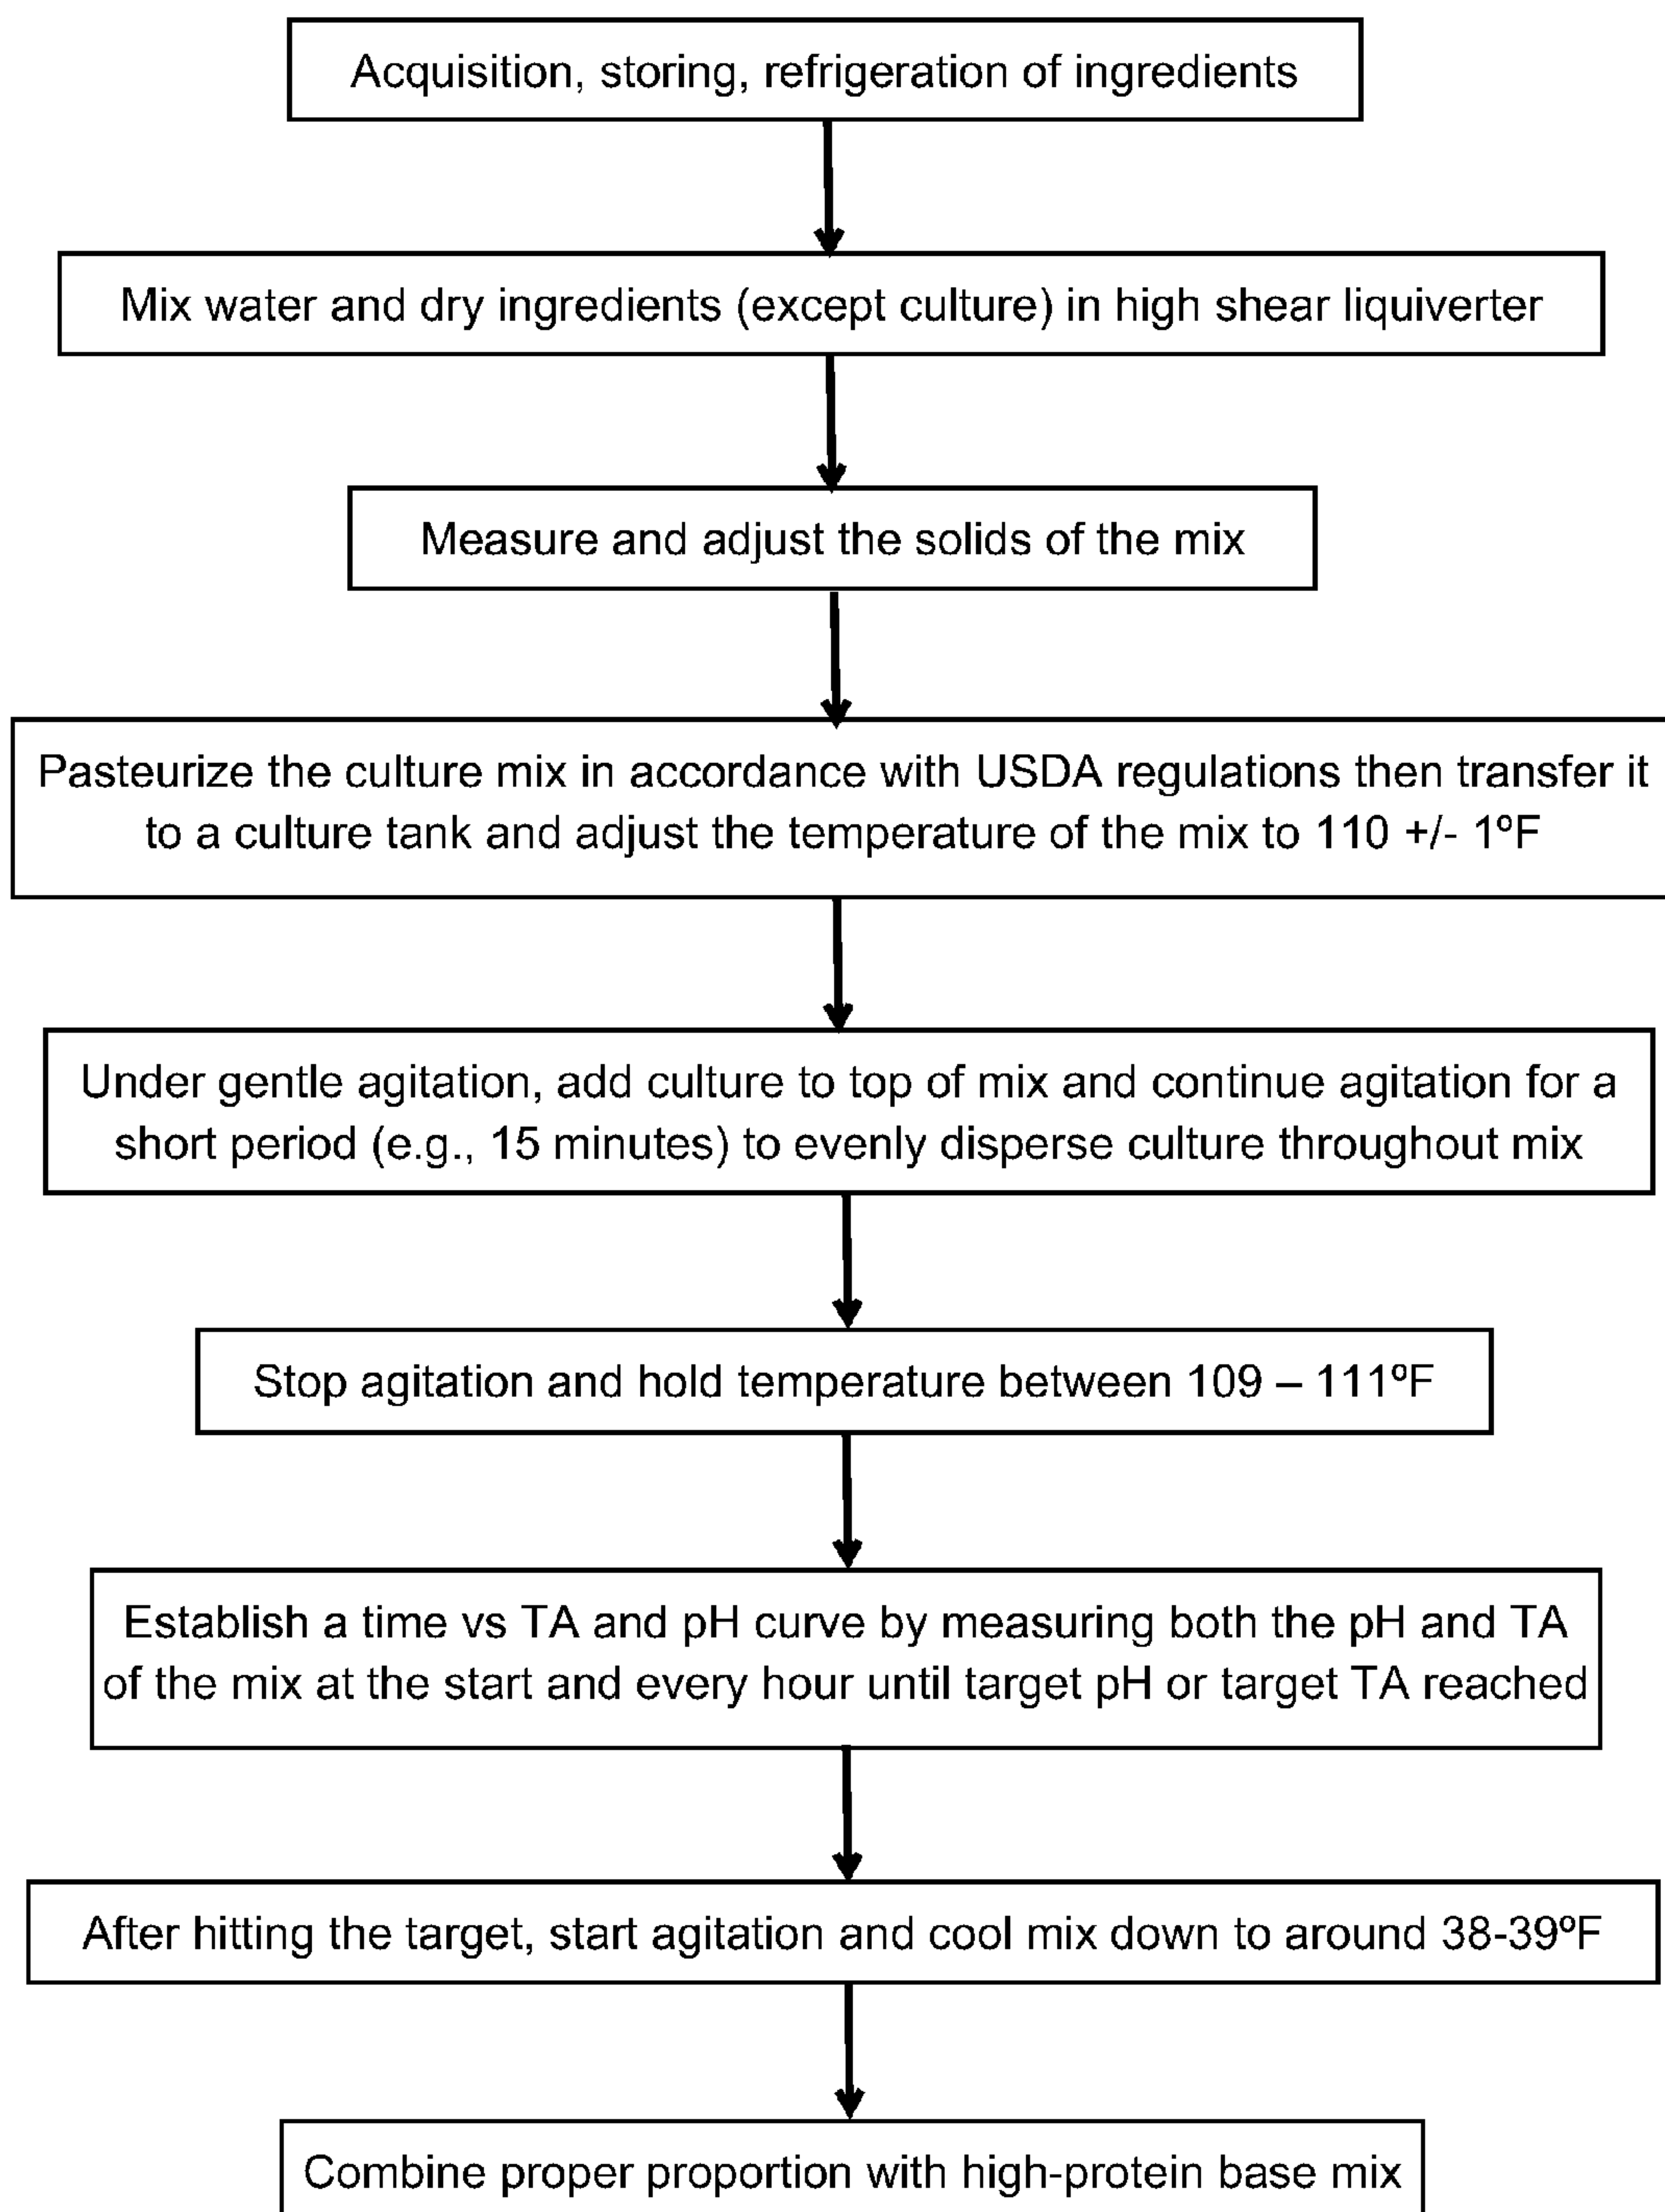 Acquisition, storing, refrigeration of ingredients
Mix water and dry ingredients (except culture) in high shear liquiverter
Measure and adjust the solids of the mix
Pasteurize the culture mix in accordance with USDA regulations then transfer it
to a culture tank and adjust the temperature of the mix to 110 +/- 1ºF
Under gentle agitation, add culture to top of mix and continue agitation for a
short period (e.g., 15 minutes) to evenly disperse culture throughout mix
Stop agitation and hold temperature between 109 – 111ºF
Establish a time vs TA and pH curve by measuring both the pH and TA
of the mix at the start and every hour until target pH or target TA reached
After hitting the target, start agitation and cool mix down to around 38-39ºF
Combine proper proportion with high-protein base mix